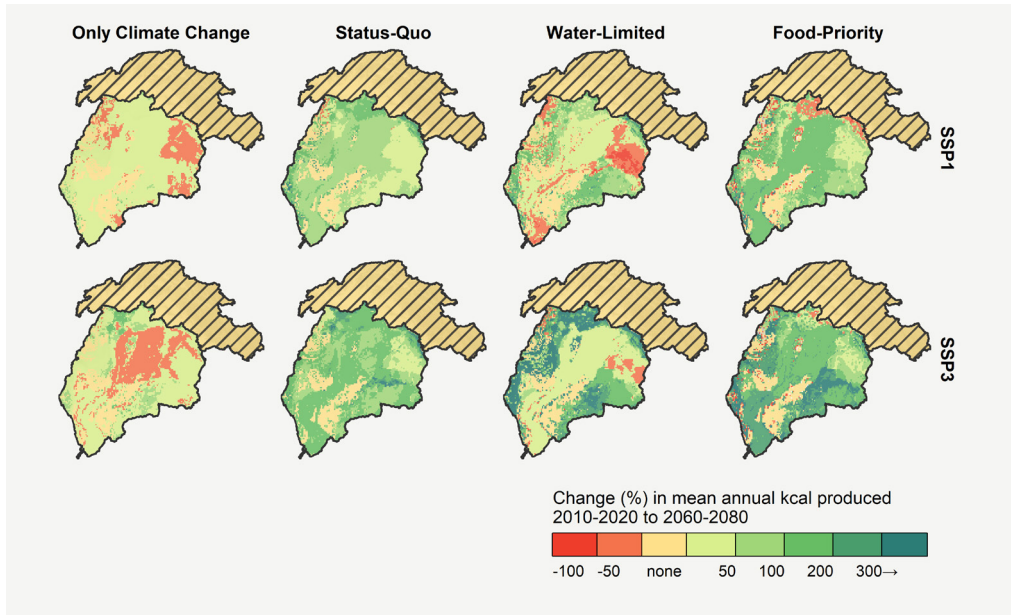 Only Climate Change Status-Quo Water-Limited Food-Priority
SSP1
SSP3
Change (%) in mean annual kcal produced
2010-2020 to 2060-2080
-100 -50 none 50 100 200 300→